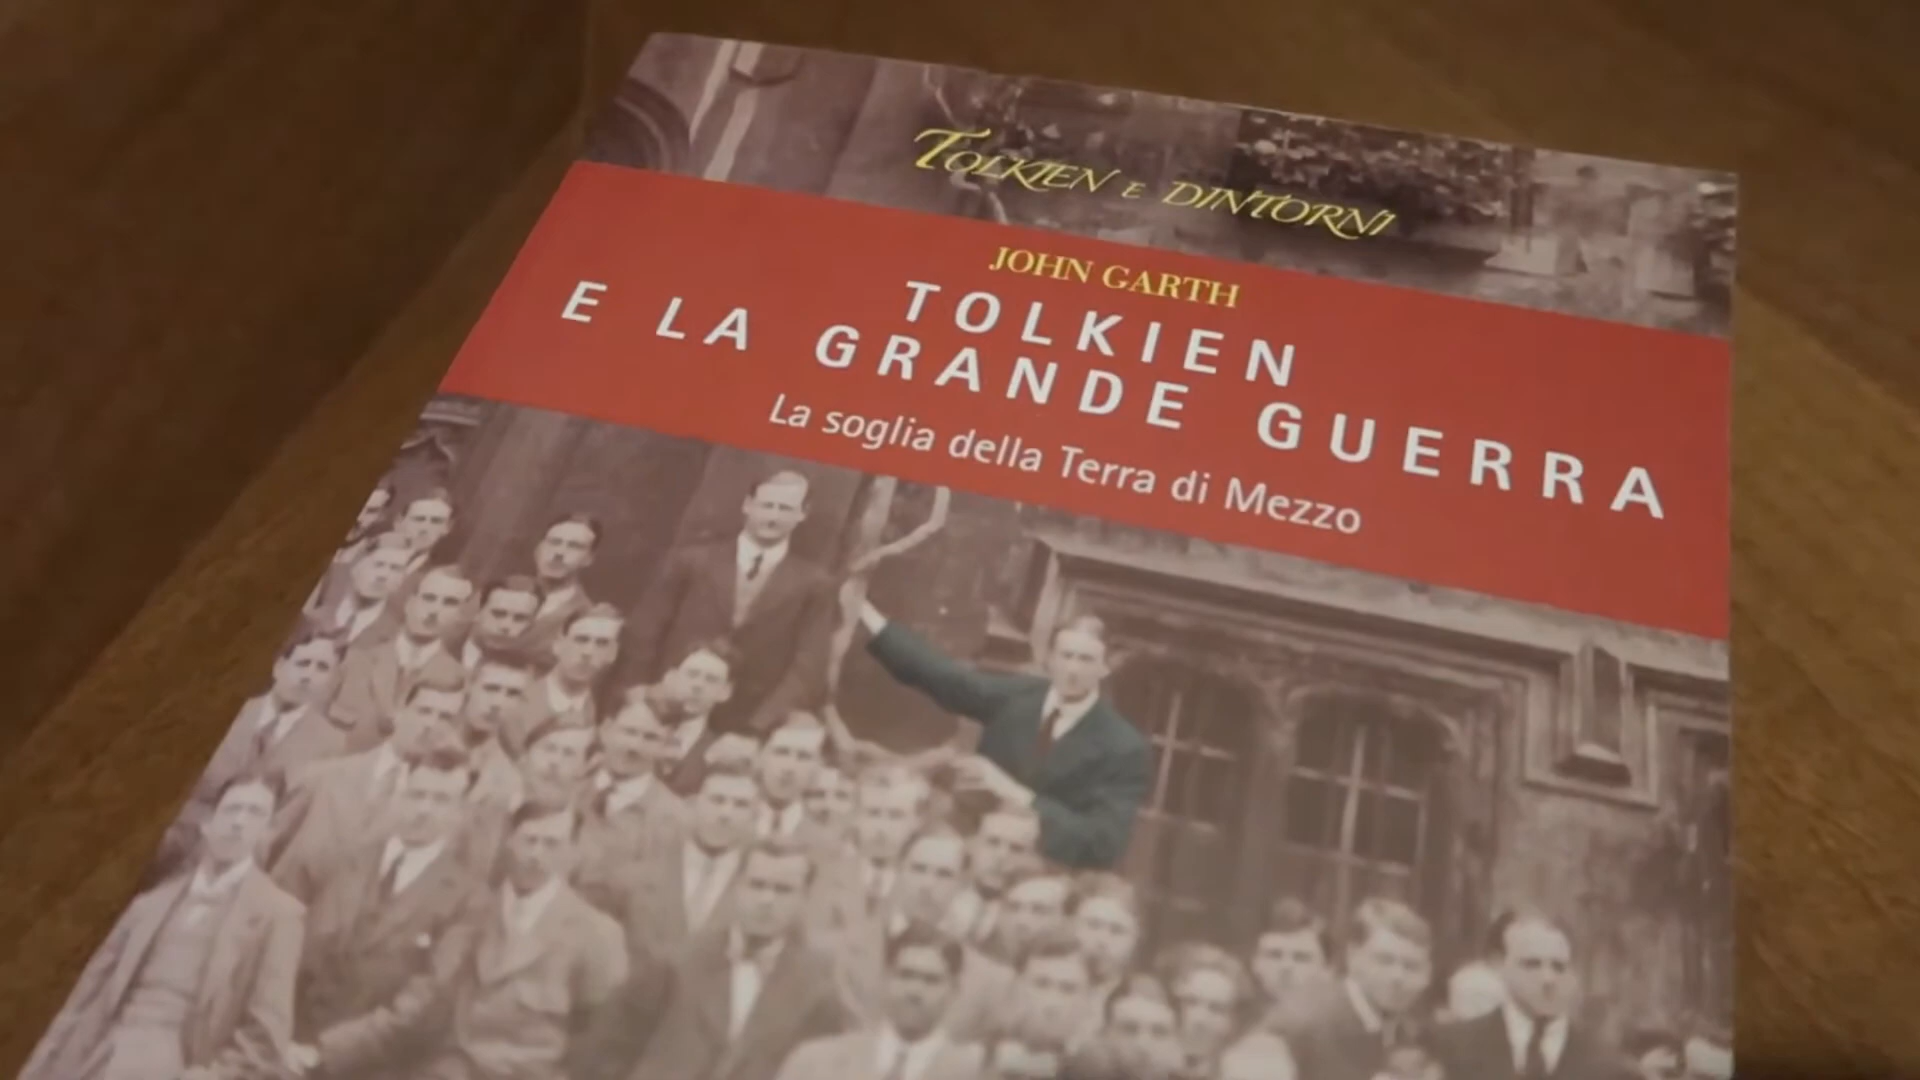 TOLKIEN E DINTORNI
JOHN GARTH
TOLKIEN
E LA GRANDE GUERRA
La soglia della Terra di Mezzo